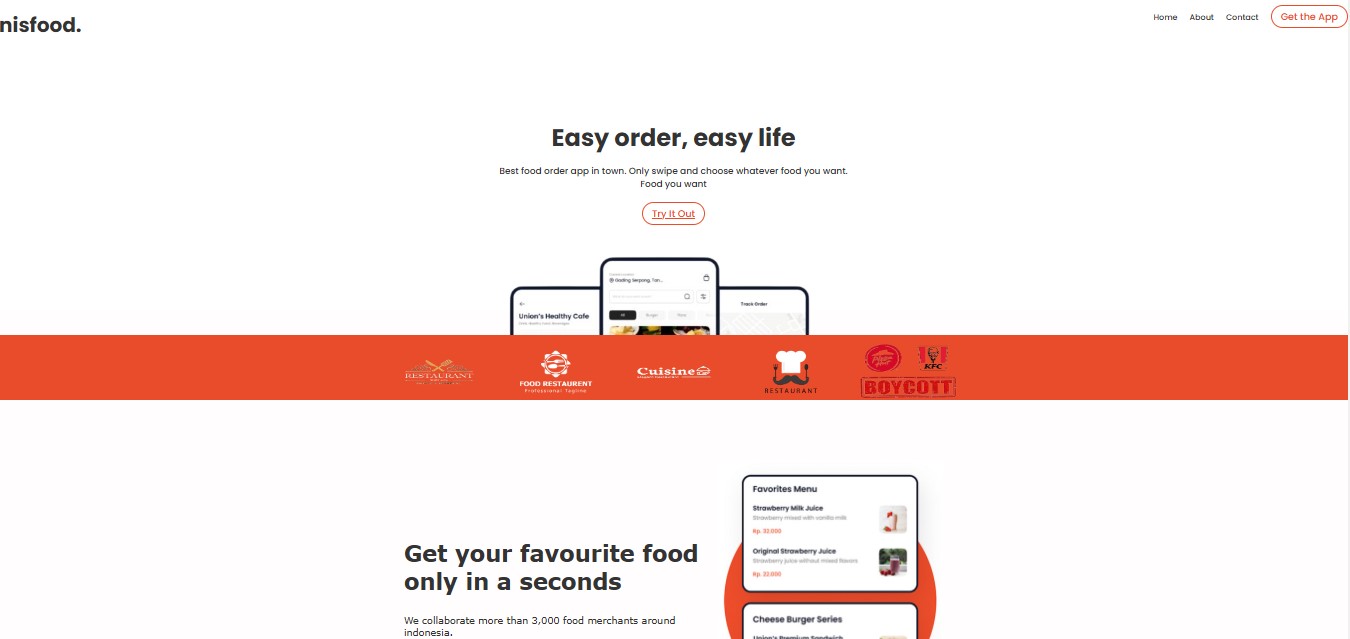 nisfood.
Home About Contact Get the App
Easy order, easy life
Best food order app in town. Only swipe and choose whatever food you want.
Food you want
Try It Out
Gading Serpong, Tan...
Union's Healthy Cafe
Track Order
All Burger
RESTAURANT
FOOD RESTAURENT
Professional Tagline
Cuisine
RESTAURANT
KFC
BOYCOTT
Favorites Menu
Strawberry Milk Juice
Strawberry mixed with vanilla milk
Rp. 32.000
Original Strawberry Juice
Strawberry juice without mixed flavors
Rp. 22.000
Get your favourite food
only in a seconds
We collaborate more than 3,000 food merchants around
indonesia.
Cheese Burger Series
Union's Premium Sandwich